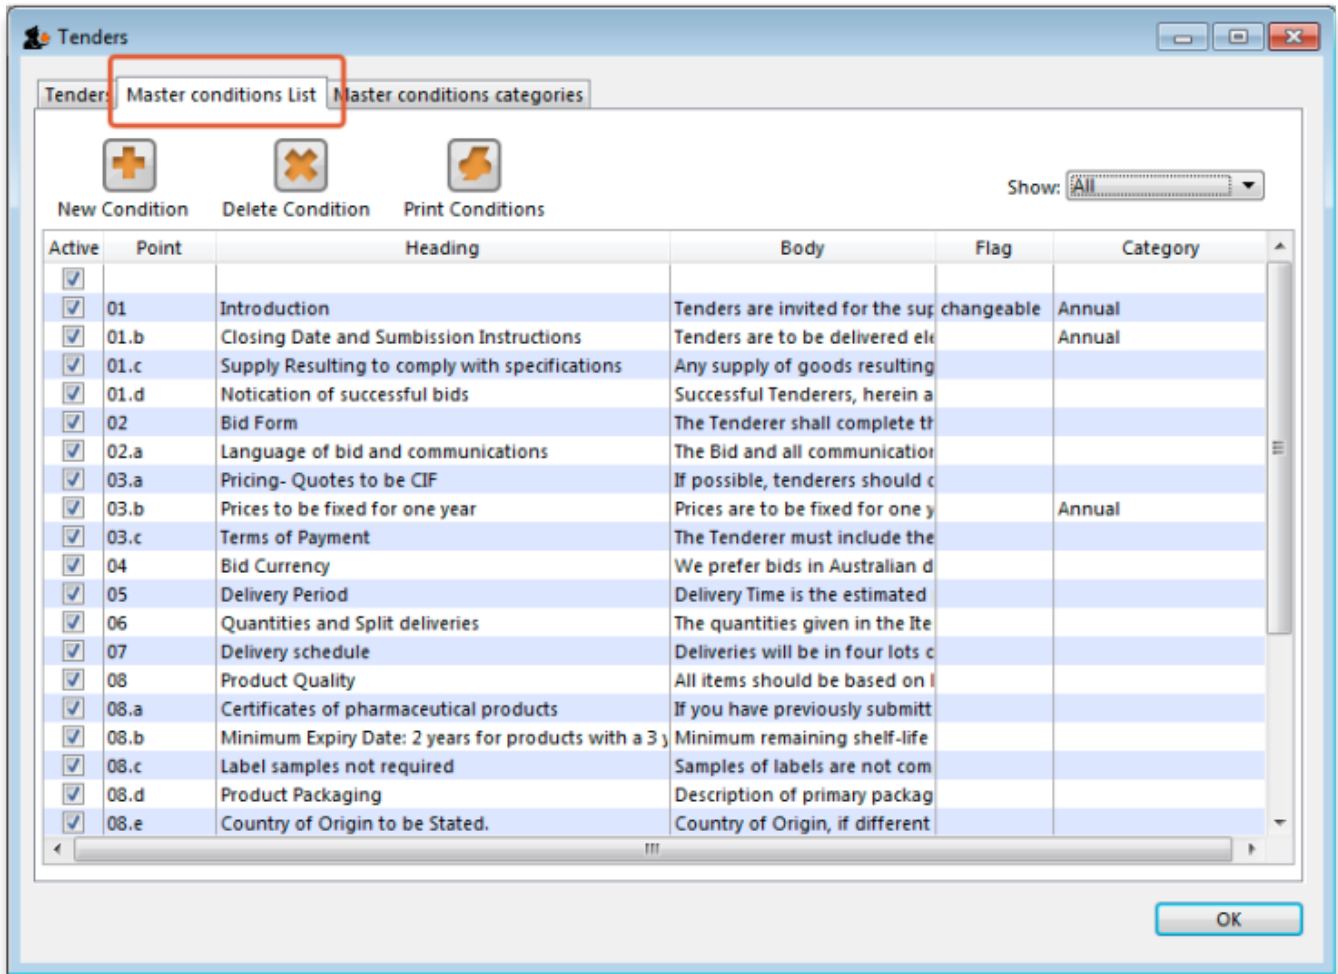 Tenders
Tenders Master conditions List Master conditions categories
New Condition Delete Condition Print Conditions Show: All
Active Point Heading Body Flag Category
01 Introduction Tenders are invited for the sup changeable Annual
01.b Closing Date and Sumbission Instructions Tenders are to be delivered ele Annual
01.c Supply Resulting to comply with specifications Any supply of goods resulting
01.d Notication of successful bids Successful Tenderers, herein a
02 Bid Form The Tenderer shall complete th
02.a Language of bid and communications The Bid and all communication
03.a Pricing- Quotes to be CIF If possible, tenderers should
03.b Prices to be fixed for one year Prices are to be fixed for one y Annual
03.c Terms of Payment The Tenderer must include the
04 Bid Currency We prefer bids in Australian d
05 Delivery Period Delivery Time is the estimated
06 Quantities and Split deliveries The quantities given in the Ite
07 Delivery schedule Deliveries will be in four lots
08 Product Quality All items should be based on
08.a Certificates of pharmaceutical products If you have previously submitt
08.b Minimum Expiry Date: 2 years for products with a 3 y Minimum remaining shelf-life
08.c Label samples not required Samples of labels are not com
08.d Product Packaging Description of primary packag
08.e Country of Origin to be Stated. Country of Origin, if different
OK